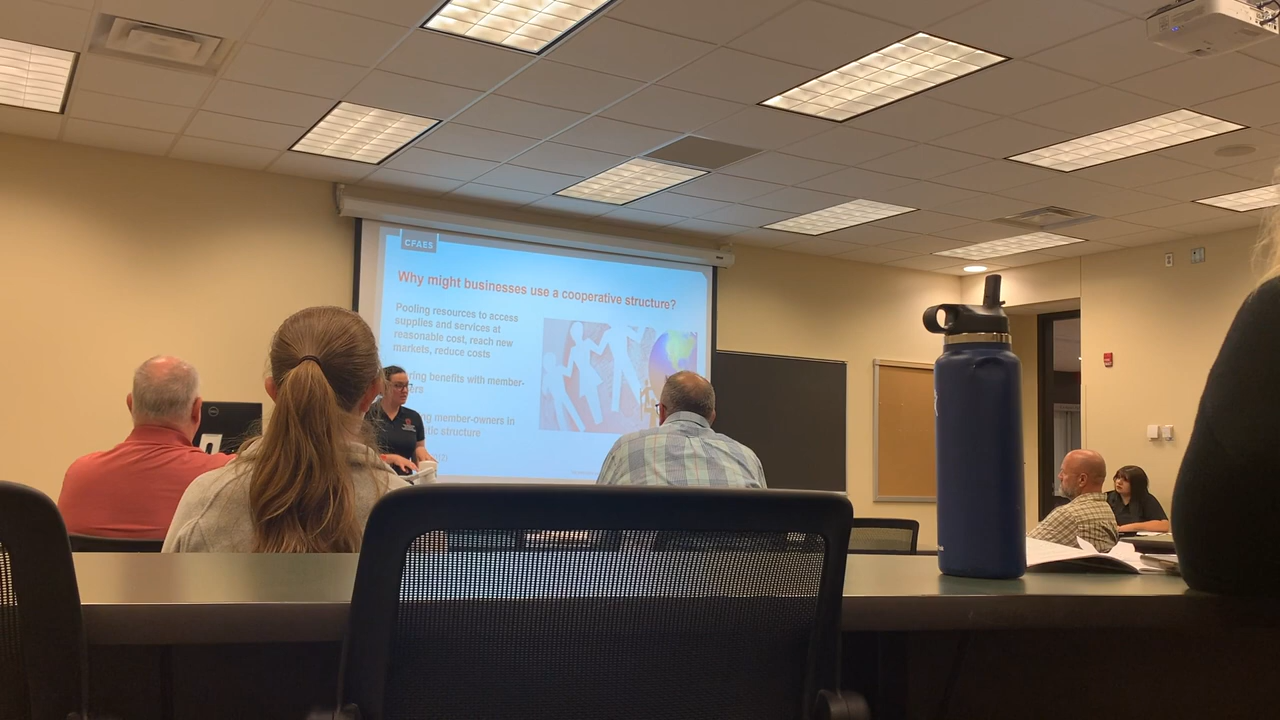 CFAES
Why might businesses use a cooperative structure?
Pooling resources to access
supplies and services at
reasonable cost, reach new
markets, reduce costs
benefits with member-
member-owners in
structure
DELL